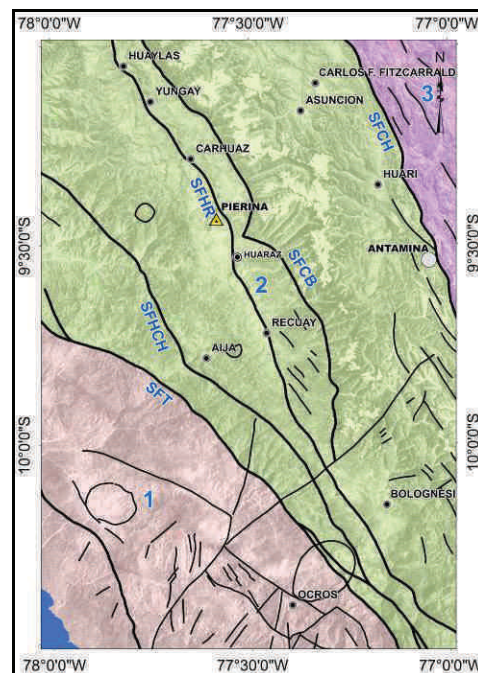 78°0'0"W 77°30'0"W 77°0'0"W
HUAYLAS
N
CARLOS F. FITZCARRALD
YUNGAY
3
ASUNCION
SFCH
CARHUAZ
HUARI
SFHR
PIERINA
9°30'0"S
ANTAMINA
HUARAZ
SFCB
2
SFHCH
RECUAY
AIJA
SFT
10°0'0"S
1
BOLOGNESI
OCROS
9°30'0"S
10°0'0"S
78°0'0"W 77°30'0"W 77°0'0"W